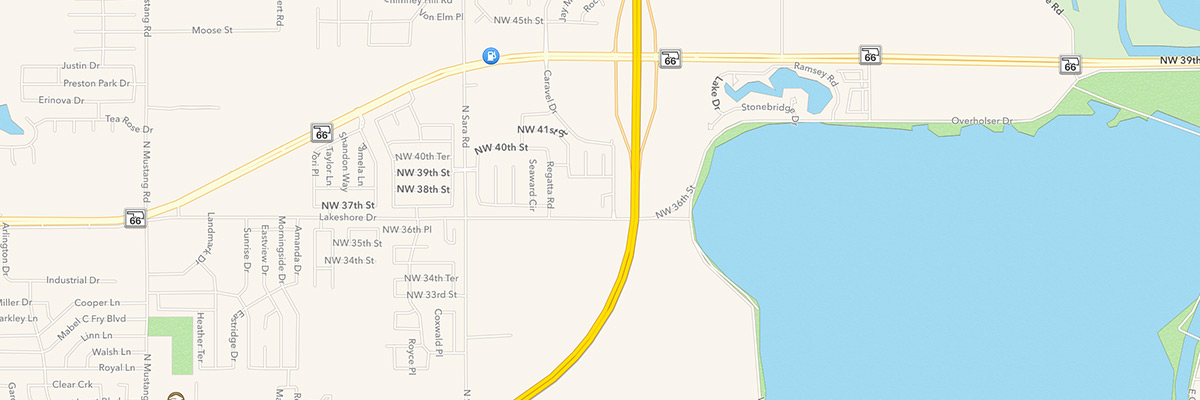 Chimney Hill Rd
Von Elm Pl
NW 45th St
Moose St
N Mustang Rd
66
NW 39th
Justin Dr
Preston Park Dr
Erinova Dr
Tea Rose Dr
N Sara Rd
Caravel Dr
Lake Dr
Ramsey Rd
Stonebridge Dr
Overholser Dr
66
66
66
NW 41st St
NW 40th St
NW 40th Ter
NW 39th St
NW 38th St
Tori Pl
Taylor Ln
Shandon Way
Pamela Ln
Seaward Cir
Regatta Rd
N Mustang Rd
NW 37th St
Lakeshore Dr
NW 36th Pl
NW 36th St
66
Arlington Dr
Landmark Dr
Sunrise Dr
Eastview Dr
Morningside Dr
Amanda Dr
NW 35th St
NW 34th St
NW 34th Ter
NW 33rd St
Industrial Dr
Miller Dr
Cooper Ln
C Fry Blvd
Mabel
Linn Ln
Walsh Ln
Royal Ln
Clear Crk
Heather Ter
Eastridge Dr
Coxwald Pl
Royce Pl
N Mustang